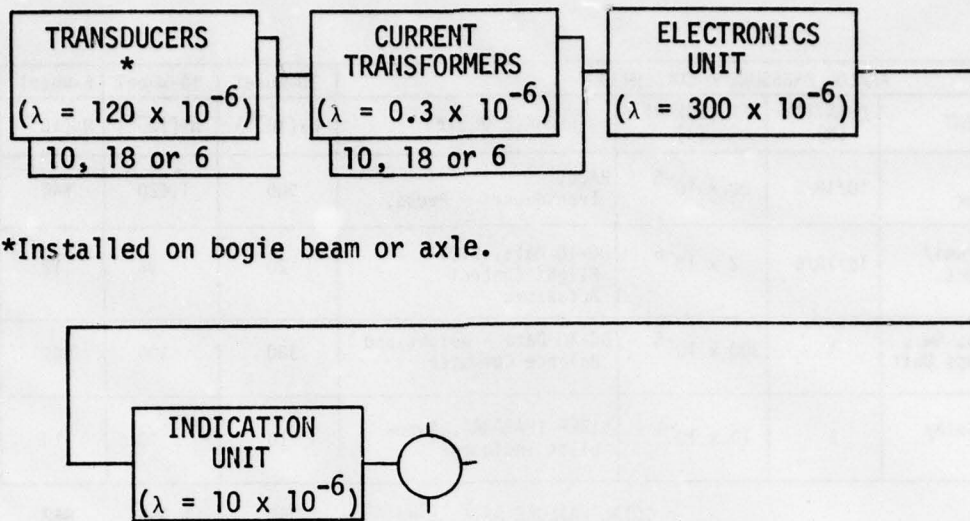 TRANSDUCERS
*
(λ = 120 x 10⁻⁶)
10, 18 or 6
CURRENT
TRANSFORMERS
(λ = 0.3 x 10⁻⁶)
10, 18 or 6
ELECTRONICS
UNIT
(λ = 300 x 10⁻⁶)
*Installed on bogie beam or axle.
INDICATION
UNIT
(λ = 10 x 10⁻⁶)